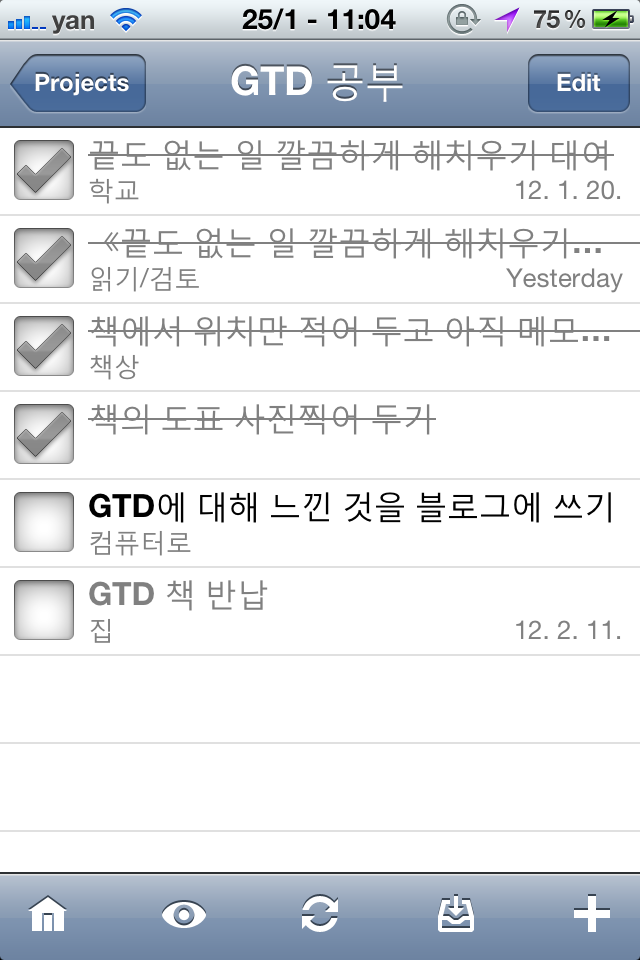 yan 25/1 - 11:04 75%
Projects GTD 공부 Edit
끝도 없는 일 깔끔하게 해치우기 대여
학교 12. 1. 20.
《끝도 없는 일 깔끔하게 해치우기...
읽기/검토 Yesterday
책에서 위치만 적어 두고 아직 메모...
책상
책의 도표 사진찍어 두기
GTD에 대해 느낀 것을 블로그에 쓰기
컴퓨터로
GTD 책 반납
집 12. 2. 11.